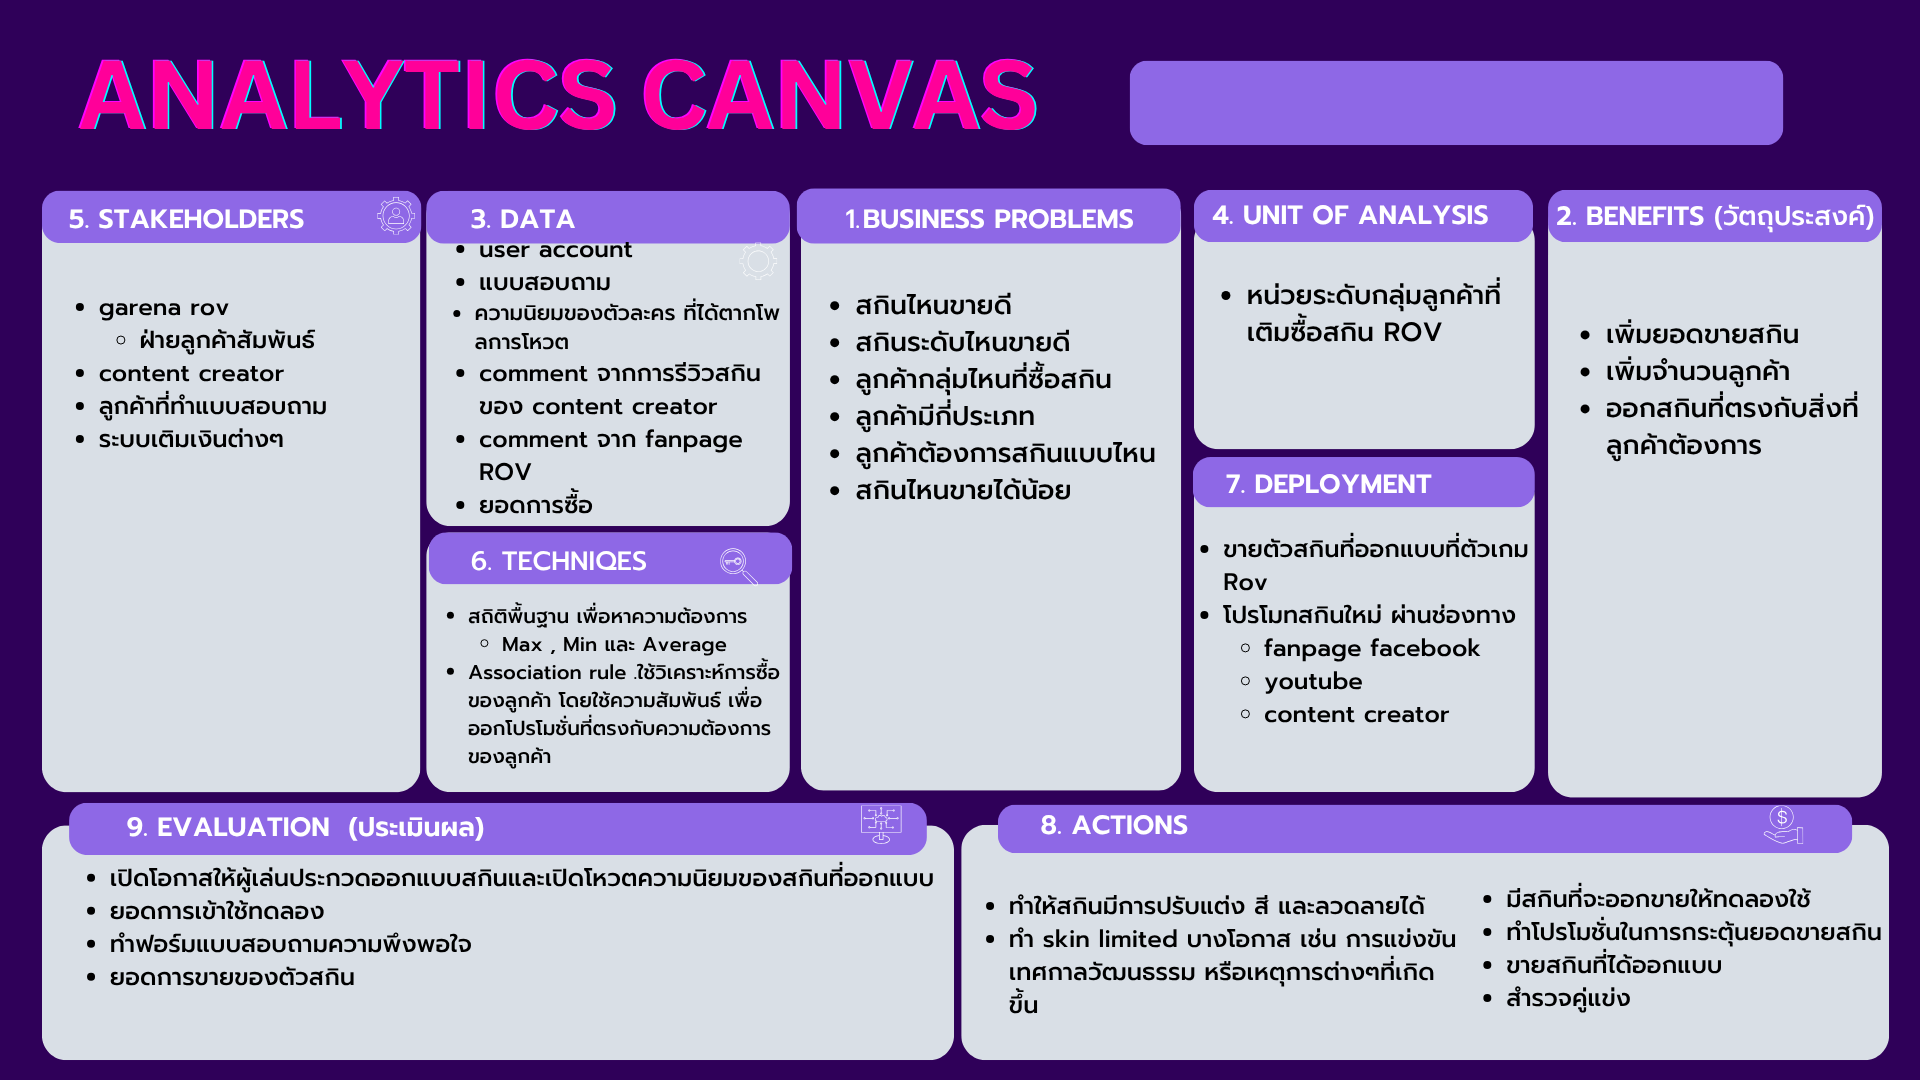 ANALYTICS CANVAS
5. STAKEHOLDERS
garena rov
ฝ่ายลูกค้าสัมพันธ์
content creator
ลูกค้าที่ทำแบบสอบถาม
ระบบเติมเงินต่างๆ
3. DATA
user account
แบบสอบถาม
ความนิยมของตัวละคร ที่ได้ตากโพ
ลการโหวต
comment จากการรีวิวสกิน
ของ content creator
comment จาก fanpage
ROV
ยอดการซื้อ
6. TECHNIQES
สถิติพื้นฐาน เพื่อหาความต้องการ
Max , Min และ Average
Association rule .ใช้วิเคราะห์การซื้อ
ของลูกค้า โดยใช้ความสัมพันธ์ เพื่อ
ออกโปรโมชั่นที่ตรงกับความต้องการ
ของลูกค้า
1.BUSINESS PROBLEMS
สกินไหนขายดี
สกินระดับไหนขายดี
ลูกค้ากลุ่มไหนที่ซื้อสกิน
ลูกค้ามีกี่ประเภท
ลูกค้าต้องการสกินแบบไหน
สกินไหนขายได้น้อย
4. UNIT OF ANALYSIS
หน่วยระดับกลุ่มลูกค้าที่
เติมซื้อสกิน ROV
7. DEPLOYMENT
ขายตัวสกินที่ออกแบบที่ตัวเกม
Rov
โปรโมทสกินใหม่ ผ่านช่องทาง
fanpage facebook
youtube
content creator
2. BENEFITS (วัตถุประสงค์)
เพิ่มยอดขายสกิน
เพิ่มจำนวนลูกค้า
ออกสกินที่ตรงกับสิ่งที่
ลูกค้าต้องการ
9. EVALUATION (ประเมินผล)
เปิดโอกาสให้ผู้เล่นประกวดออกแบบสกินและเปิดโหวตความนิยมของสกินที่ออกแบบ
ยอดการเข้าใช้ทดลอง
ทำฟอร์มแบบสอบถามความพึงพอใจ
ยอดการขายของตัวสกิน
8. ACTIONS
ทำให้สกินมีการปรับแต่ง สี และลวดลายได้
ทำ skin limited บางโอกาส เช่น การแข่งขัน
เทศกาลวัฒนธรรม หรือเหตุการต่างๆที่เกิด
ขึ้น
มีสกินที่จะออกขายให้ทดลองใช้
ทำโปรโมชั่นในการกระตุ้นยอดขายสกิน
ขายสกินที่ได้ออกแบบ
สำรวจคู่แข่ง